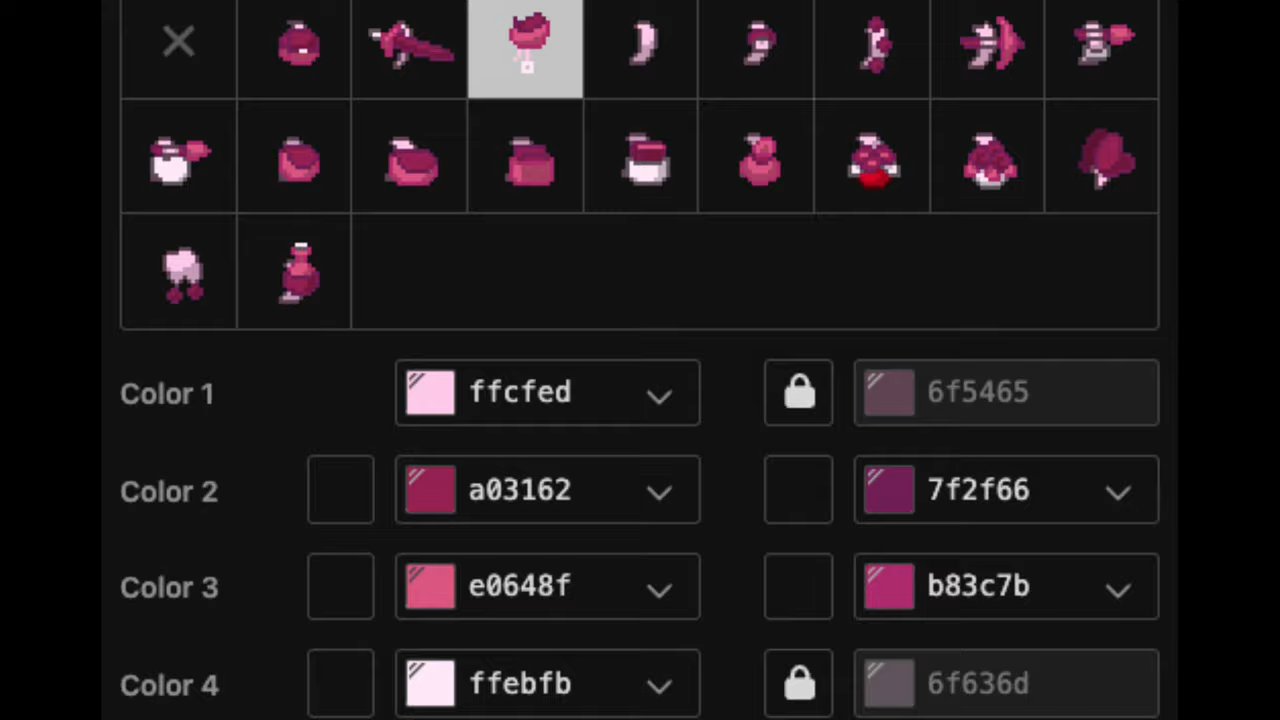 Color 1 ffcfed 6f5465
Color 2 a03162 7f2f66
Color 3 e0648f b83c7b
Color 4 ffebfb 6f636d